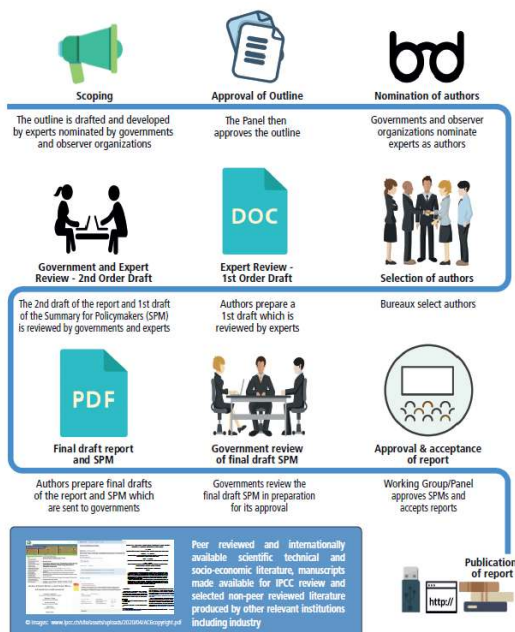 Scoping
Approval of Outline
Nomination of authors
The outline is drafted and developed
by experts nominated by governments
and observer organizations
The Panel then
approves the outline
Governments and observer
organizations nominate
experts as authors
DOC
Government and Expert
Review - 2nd Order Draft
Expert Review -
1st Order Draft
Selection of authors
The 2nd draft of the report and 1st draft
of the Summary for Policymakers (SPM)
is reviewed by governments and experts
Authors prepare a
1st draft which is
reviewed by experts
Bureaux select authors
PDF
Final draft report
and SPM
Government review
of final draft SPM
Approval & acceptance
of report
Authors prepare final drafts
of the report and SPM which
are sent to governments
Governments review the
final draft SPM in preparation
for its approval
Working Group/Panel
approves SPMs and
accepts reports
Peer reviewed and internationally
available scientific technical and
socio-economic literature, manuscripts
made available for IPCC review and
selected non-peer reviewed literature
produced by other relevant institutions
including industry
Publication
of report
http://